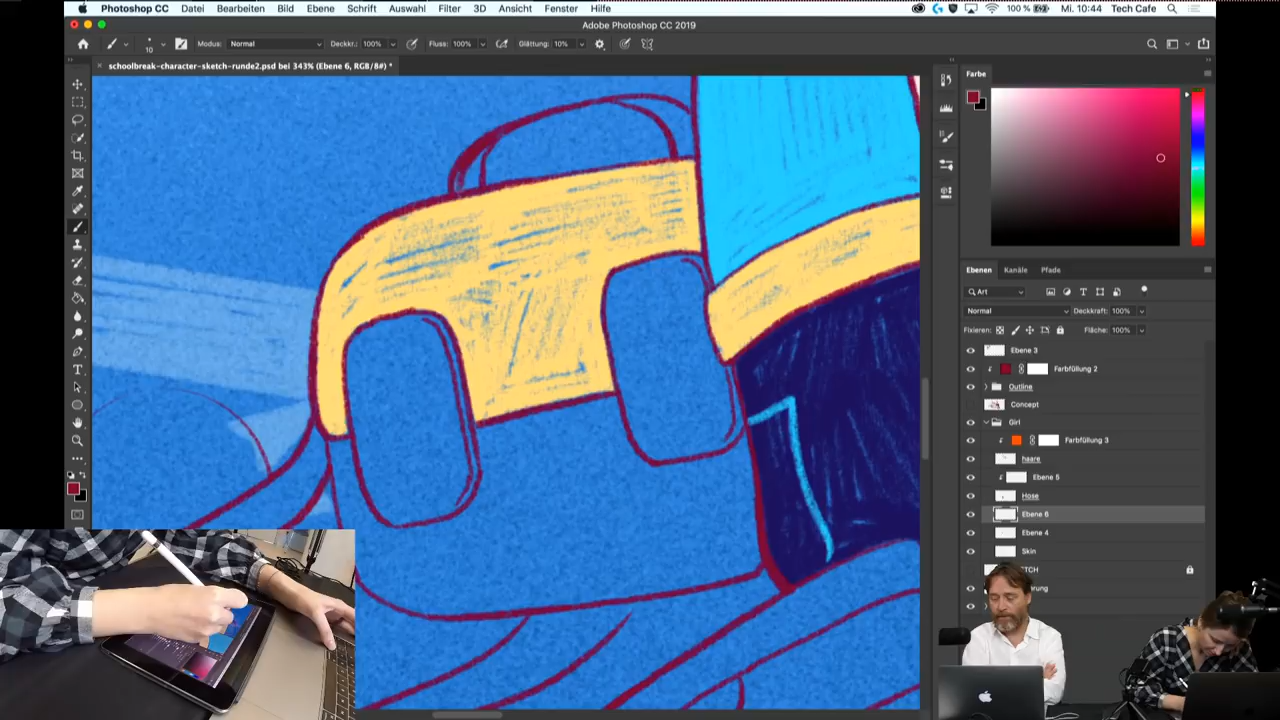 Photoshop CC Datei Bearbeiten Bild Ebene Schrift Auswahl Filter 3D Ansicht Fenster Hilfe 100 % Mi. 10:44 Tech Cafe
Adobe Photoshop CC 2019
10 Modus: Normal Deckkr.: 100% Fluss: 100% Glättung: 10%
schoolbreak-character-sketch-runde2.psd bei 343% (Ebene 6, RGB/8#) *
Farbe
Ebenen Kanäle Pfade
Art
Normal Deckkraft: 100%
Fixieren: Fläche: 100%
Ebene 3
Farbfüllung 2
Outline
Concept
Girl
Farbfüllung 3
haare
Ebene 5
Hose
Ebene 6
Ebene 4
Skin